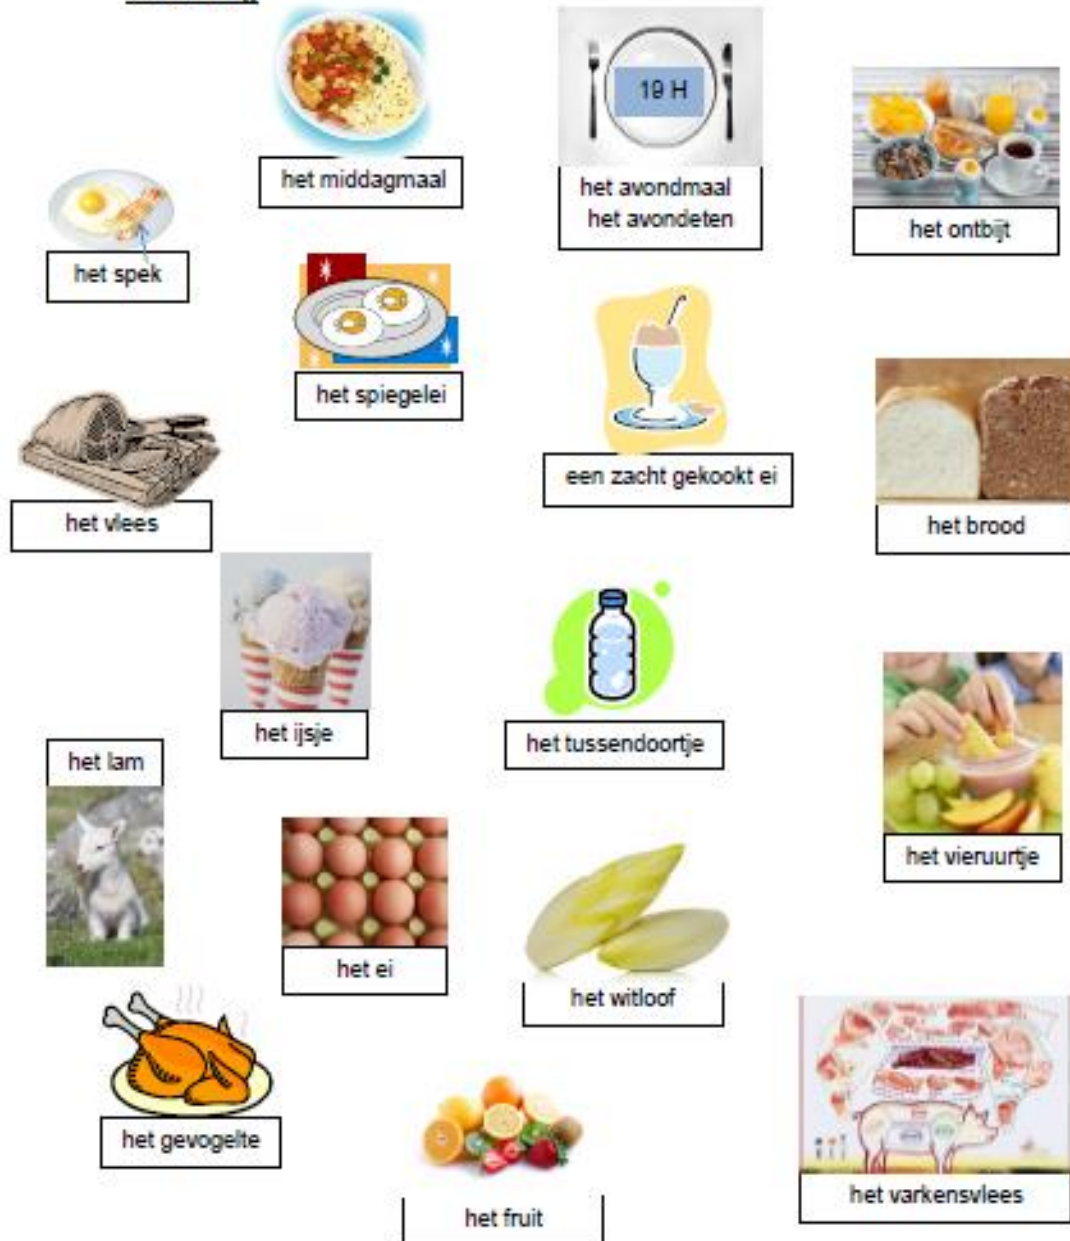 19 H
het middagmaal
het avondmaal
het avondeten
het ontbijt
het spek
het spiegelei
een zacht gekookt ei
het vlees
het brood
het ijsje
het tussendoortje
het lam
het vieruurtje
het ei
het witloof
het gevogelte
het fruit
het varkensvlees